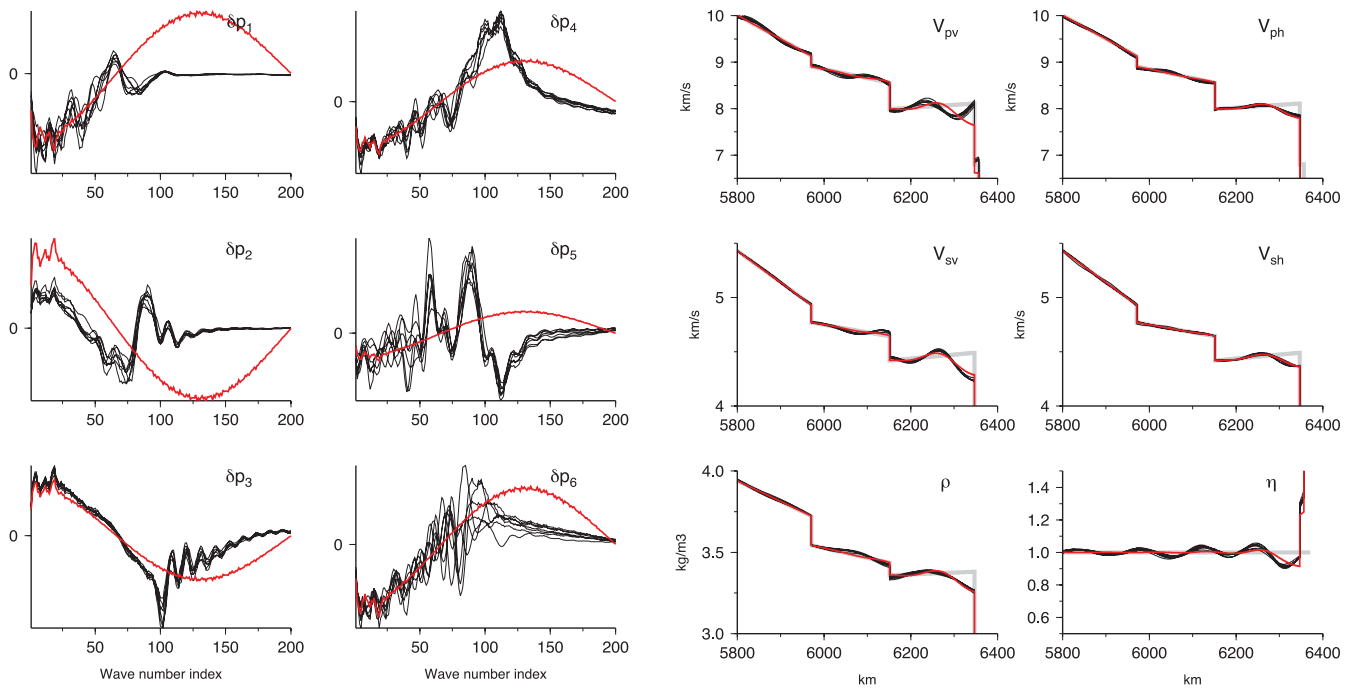 δp1
0
50 100 150 200
δp4
0
50 100 150 200
δp2
0
50 100 150 200
δp5
0
50 100 150 200
δp3
0
50 100 150 200
Wave number index
δp6
0
50 100 150 200
Wave number index
Vpv
10
9
8
7
km/s
5800 6000 6200 6400
Vph
10
9
8
7
km/s
5800 6000 6200 6400
Vsv
5
4
km/s
5800 6000 6200 6400
Vsh
5
4
km/s
5800 6000 6200 6400
ρ
4.0
3.5
3.0
kg/m3
5800 6000 6200 6400
km
η
1.4
1.2
1.0
0.8
0.6
5800 6000 6200 6400
km